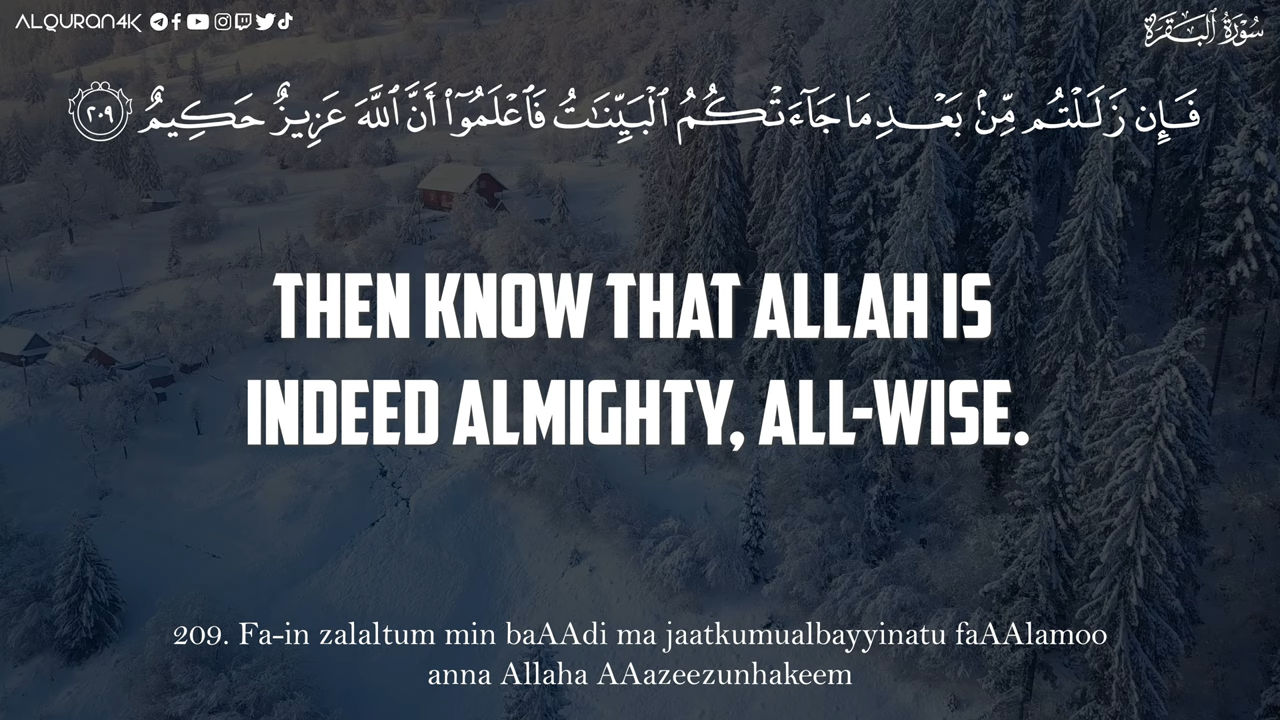 ALQURAN4K
سُورَةُ الْبَقَرَةِ
فَإِن زَلَلْتُم مِّنۢ بَعْدِ مَا جَآءَتْكُمُ ٱلْبَيِّنَـٰتُ فَٱعْلَمُوٓا۟ أَنَّ ٱللَّهَ عَزِيزٌ حَكِيمٌ ٢٠٩
THEN KNOW THAT ALLAH IS
INDEED ALMIGHTY, ALL-WISE.
209. Fa-in zalaltum min baAAdi ma jaatkumualbayyinatu faAAlamoo
anna Allaha AAazeezunhakeem